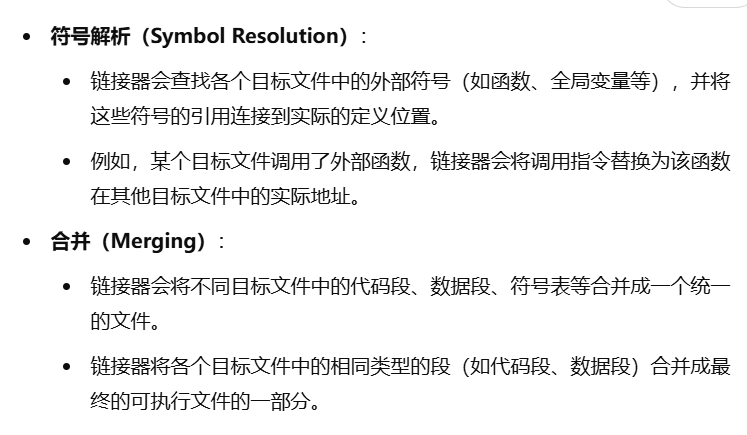 • 符号解析（Symbol Resolution）：
• 链接器会查找各个目标文件中的外部符号（如函数、全局变量等），并将
这些符号的引用连接到实际的定义位置。
• 例如，某个目标文件调用了外部函数，链接器会将调用指令替换为该函数
在其他目标文件中的实际地址。
• 合并（Merging）：
• 链接器会将不同目标文件中的代码段、数据段、符号表等合并成一个统一
的文件。
• 链接器将各个目标文件中的相同类型的段（如代码段、数据段）合并成最
终的可执行文件的一部分。